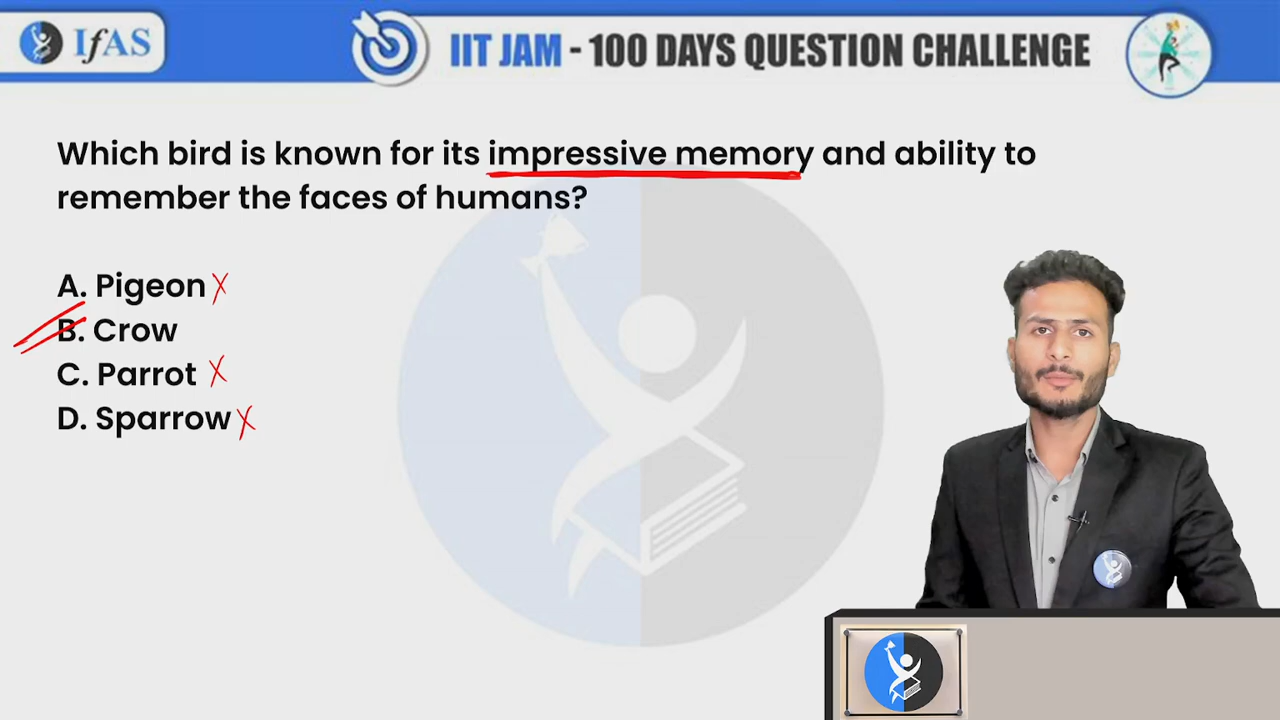 IfAS
IIT JAM - 100 DAYS QUESTION CHALLENGE
Which bird is known for its impressive memory and ability to
remember the faces of humans?
A. Pigeon
B. Crow
C. Parrot
D. Sparrow